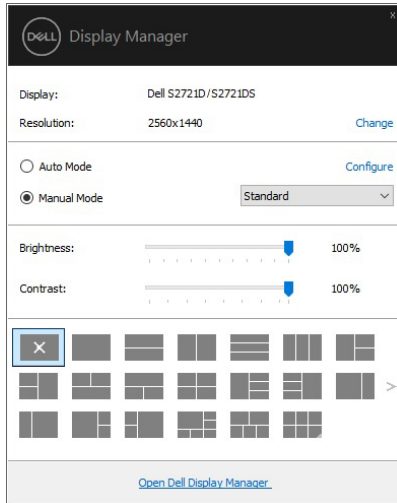 x
DELL Display Manager
Display: Dell S2721D/S2721DS
Resolution: 2560x1440 Change
Auto Mode Configure
Manual Mode Standard
Brightness: 100%
Contrast: 100%
>
Open Dell Display Manager